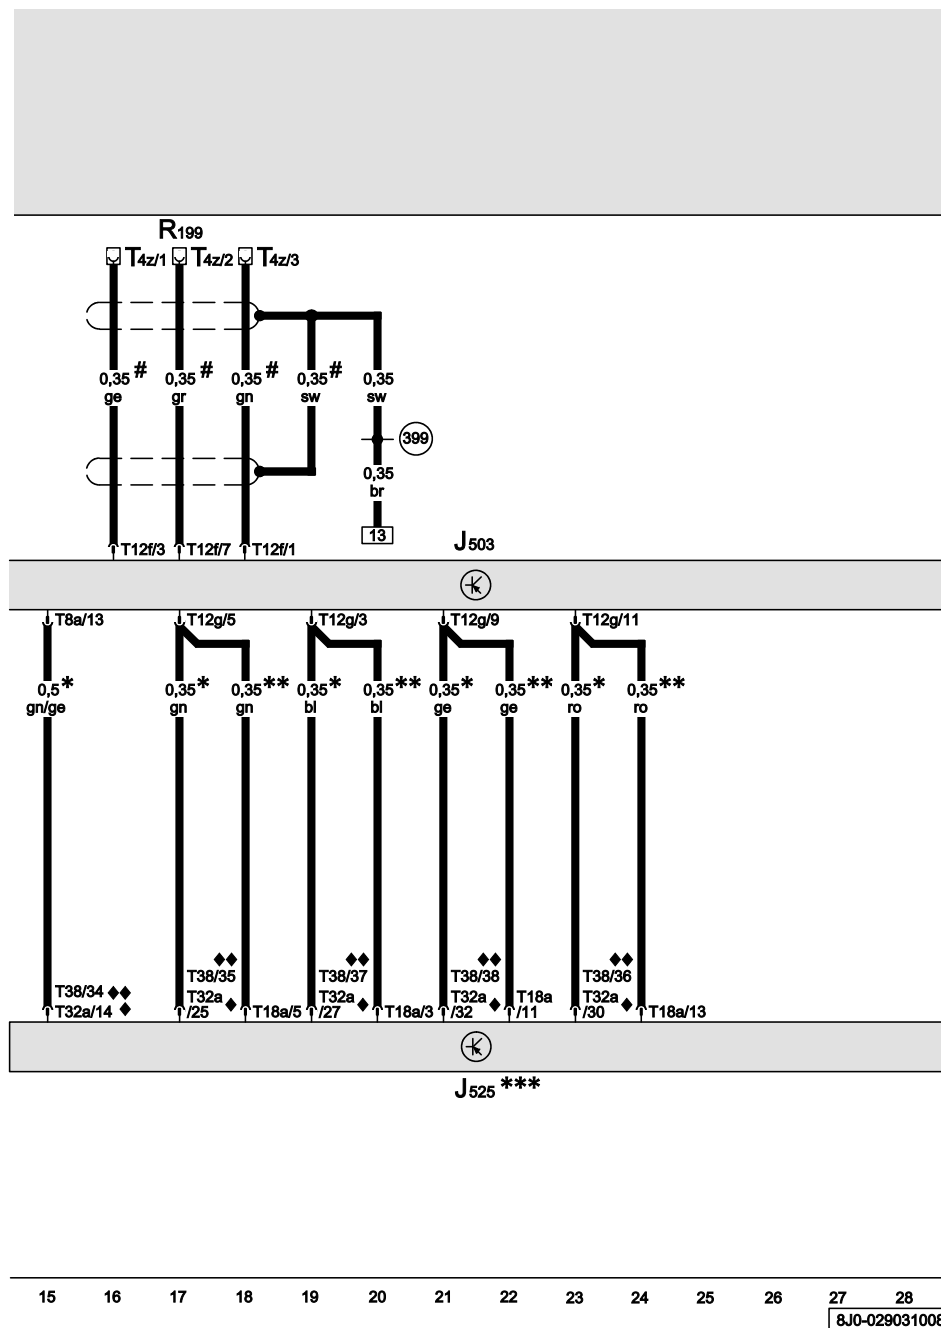 R199
T4z/1 T4z/2 T4z/3
0,35 # 0,35 # 0,35 # 0,35 # 0,35
ge gr gn sw sw
399
0,35
br
13
T12f/3 T12f/7 T12f/1
J503
T8a/13 T12g/5 T12g/3 T12g/9 T12g/11
0,5* 0,35* 0,35** 0,35* 0,35** 0,35* 0,35** 0,35* 0,35**
gn/ge gn gn bl bl ge ge ro ro
♦♦ ♦♦ ♦♦ ♦♦
T38/35 T38/37 T38/38 T38/36
T38/34 ♦♦
T32a T32a T32a T18a T32a
T32a/14 ♦ /25 ♦ T18a/5 /27 ♦ T18a/3 /32 ♦ /11 /30 ♦ T18a/13
J525 ***
15 16 17 18 19 20 21 22 23 24 25 26 27 28
8J0-029031008